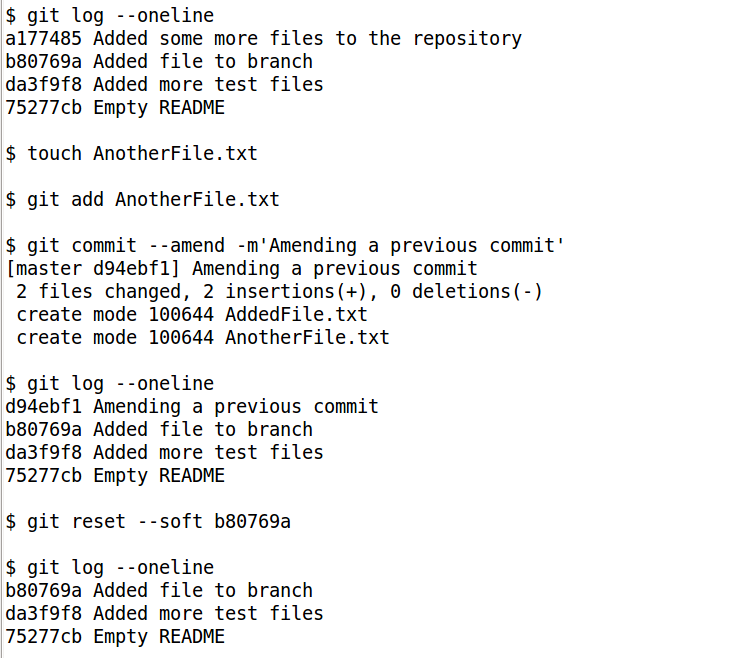 $ git log --oneline
a177485 Added some more files to the repository
b80769a Added file to branch
da3f9f8 Added more test files
75277cb Empty README
$ touch AnotherFile.txt
$ git add AnotherFile.txt
$ git commit --amend -m'Amending a previous commit'
[master d94ebf1] Amending a previous commit
 2 files changed, 2 insertions(+), 0 deletions(-)
 create mode 100644 AddedFile.txt
 create mode 100644 AnotherFile.txt
$ git log --oneline
d94ebf1 Amending a previous commit
b80769a Added file to branch
da3f9f8 Added more test files
75277cb Empty README
$ git reset --soft b80769a
$ git log --oneline
b80769a Added file to branch
da3f9f8 Added more test files
75277cb Empty README